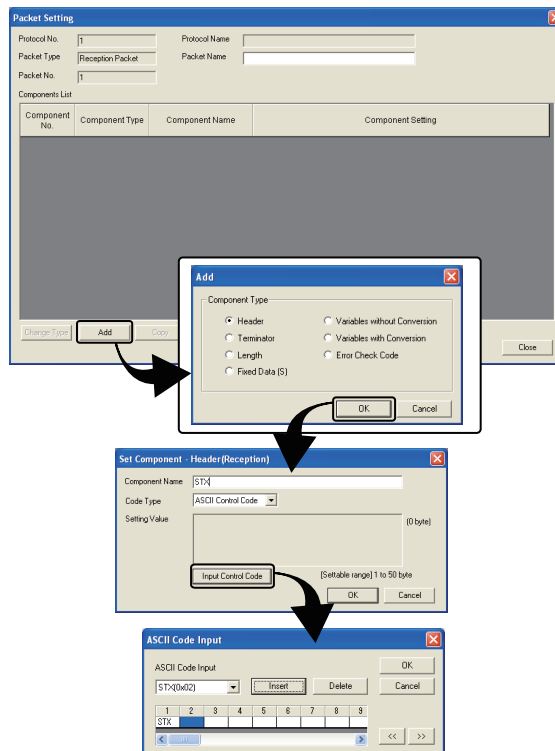 Packet Setting
Protocol No. 1 Protocol Name
Packet Type Reception Packet Packet Name
Packet No. 1
Components List
Component No. Component Type Component Name Component Setting
Add
Component Type
Header Variables without Conversion
Terminator Variables with Conversion
Length Error Check Code
Fixed Data (S)
Change Type Add Copy Close
OK Cancel
Set Component - Header(Reception)
Component Name STX
Code Type ASCII Control Code
Setting Value (0 byte)
Input Control Code [Settable range] 1 to 50 byte
OK Cancel
ASCII Code Input
ASCII Code Input OK
STX(0x02) Insert Delete Cancel
1 2 3 4 5 6 7 8 9
STX
<< >>